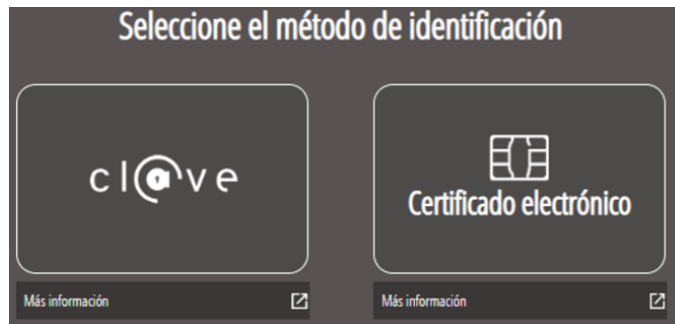 Seleccione el método de identificación
cl@ve
Certificado electrónico
Más información
Más información